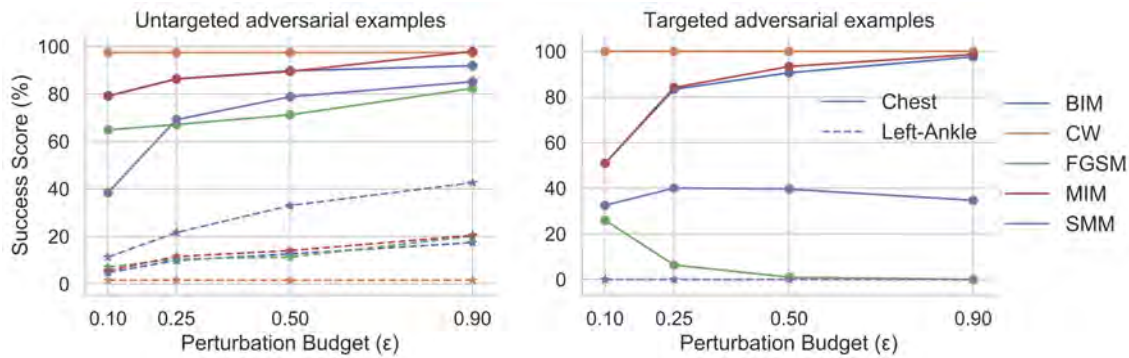 Untargeted adversarial examples
Targeted adversarial examples
Success Score (%)
100
80
60
40
20
0
0.10 0.25 0.50 0.90
Perturbation Budget (ε)
100
80
60
40
20
0
0.10 0.25 0.50 0.90
Perturbation Budget (ε)
Chest
Left-Ankle
BIM
CW
FGSM
MIM
SMM